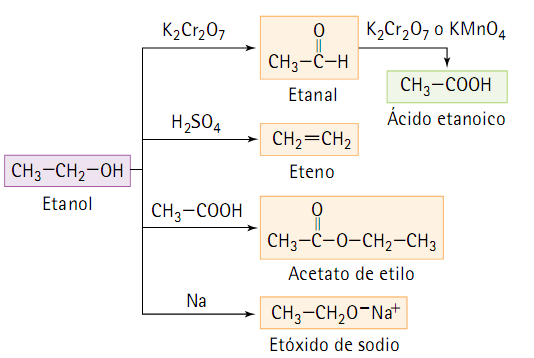 K₂Cr₂O₇
O
CH₃–C–H
Etanal
K₂Cr₂O₇ o KMnO₄
CH₃–COOH
Ácido etanoico
H₂SO₄
CH₂=CH₂
Eteno
CH₃–CH₂–OH
Etanol
CH₃–COOH
O
CH₃–C–O–CH₂–CH₃
Acetato de etilo
Na
CH₃–CH₂O⁻Na⁺
Etóxido de sodio